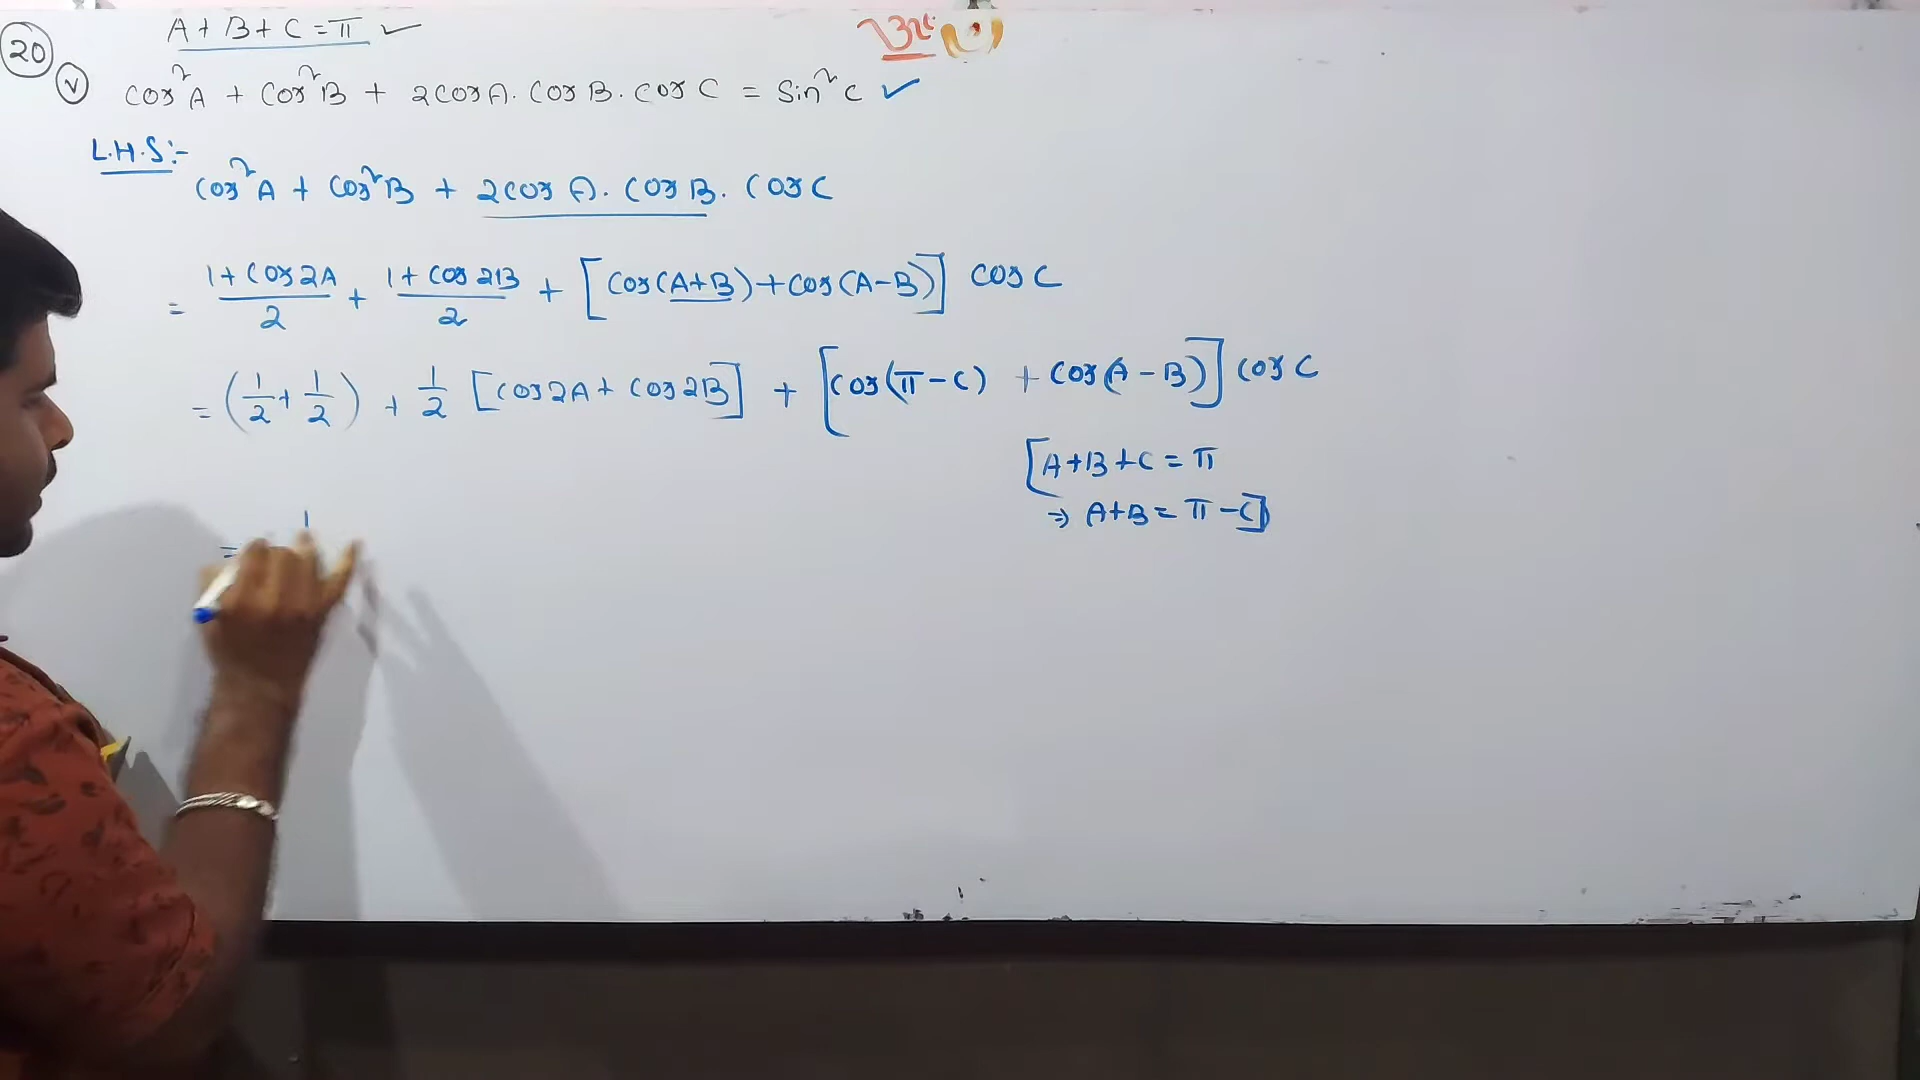 20
A + B + C = π ✓
v cos²A + cos²B + 2cosA. cosB. cosC = sin²C ✓
L.H.S:-
cos²A + cos²B + 2cosA. cosB. cosC
= (1 + cos2A)/2 + (1 + cos2B)/2 + [cos(A+B) + cos(A-B)] cosC
= (1/2 + 1/2) + 1/2 [cos2A + cos2B] + [cos(π-C) + cos(A-B)] cosC
[A+B+C = π
⇒ A+B = π - C]
= 1